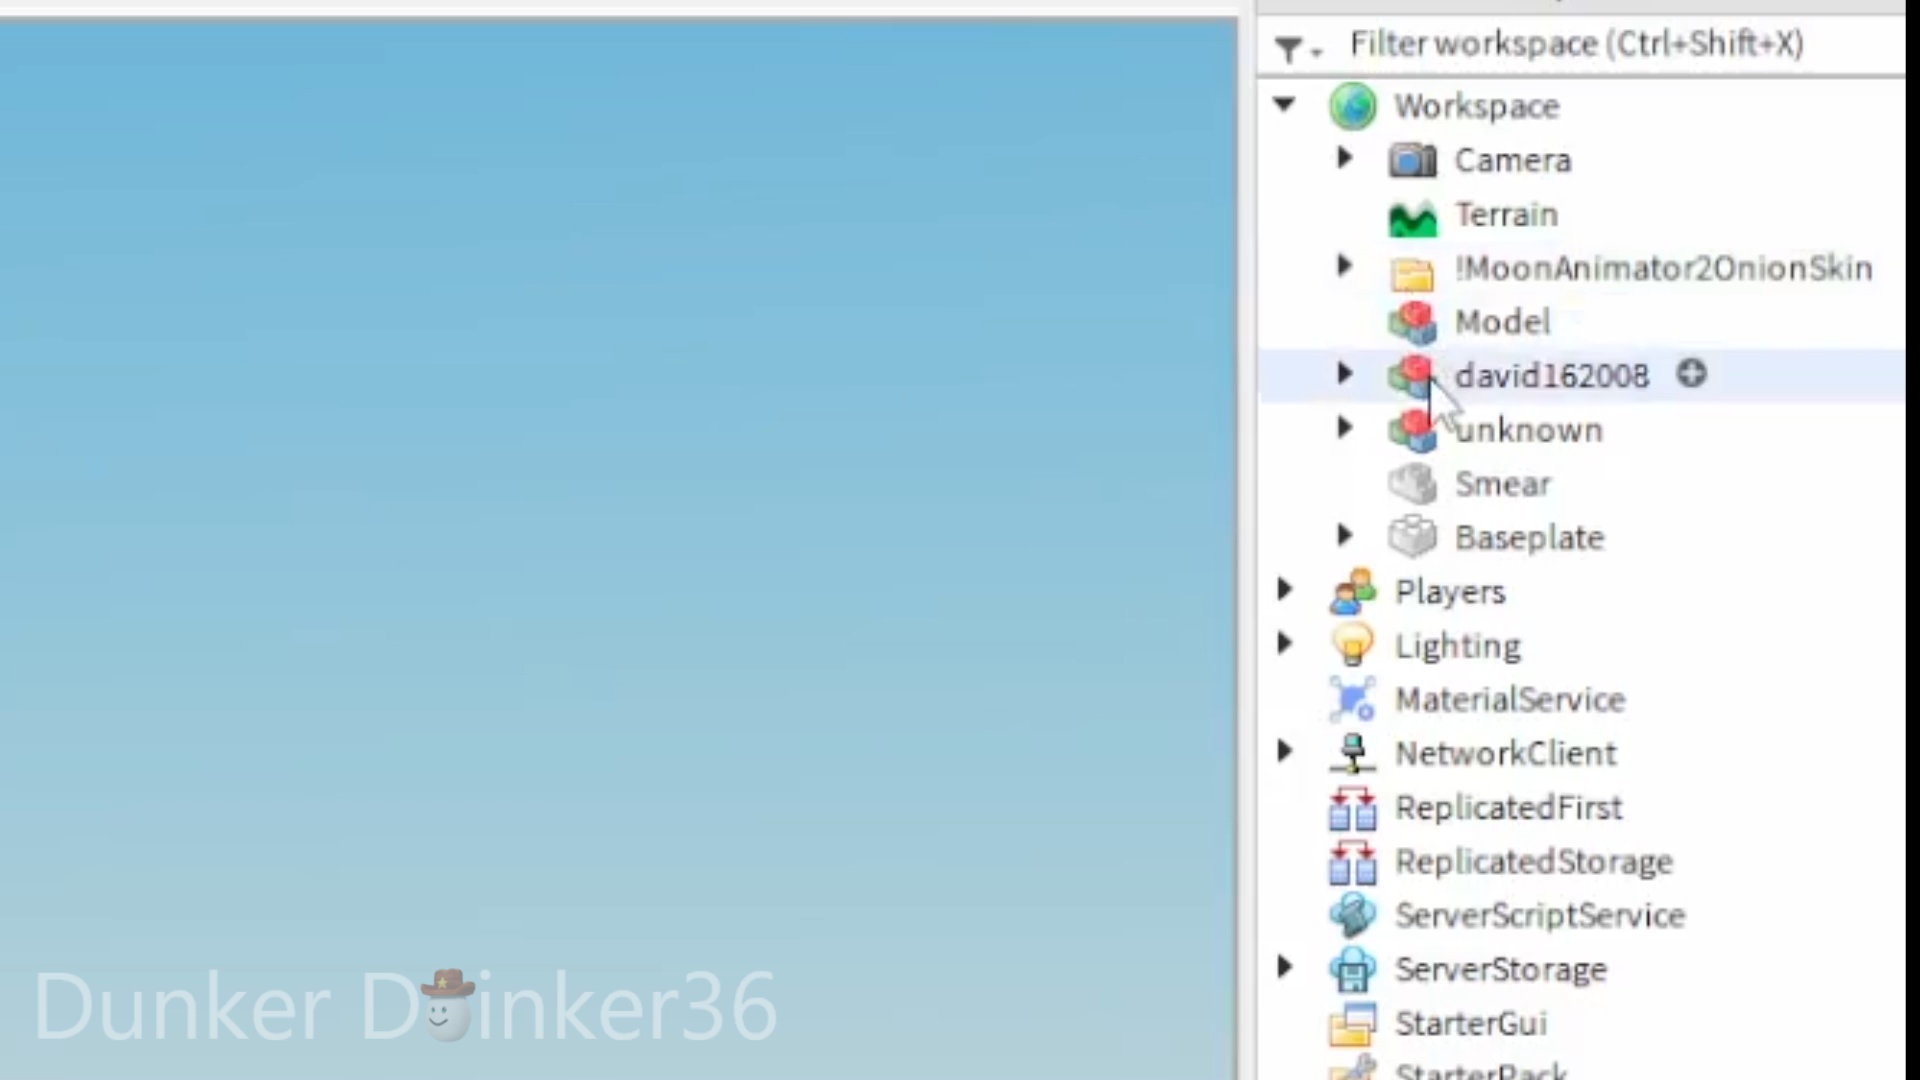 Filter workspace (Ctrl+Shift+X)
Workspace
Camera
Terrain
!MoonAnimator2OnionSkin
Model
david162008
unknown
Smear
Baseplate
Players
Lighting
MaterialService
NetworkClient
ReplicatedFirst
ReplicatedStorage
ServerScriptService
ServerStorage
StarterGui
StarterPack
Dunker D inker36